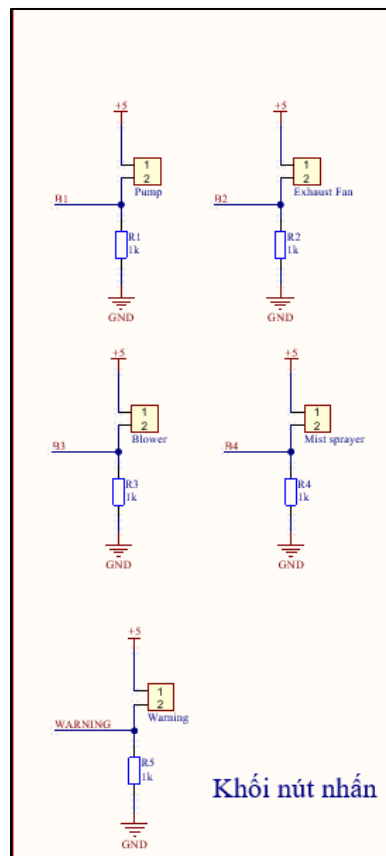 +5
+5
1
2
Pump
1
2
Exhaust Fan
B1
B2
R1
1k
R2
1k
GND
GND
+5
+5
1
2
Blower
1
2
Mist sprayer
B3
B4
R3
1k
R4
1k
GND
GND
+5
1
2
Warning
WARNING
R5
1k
GND
Khối nút nhấn